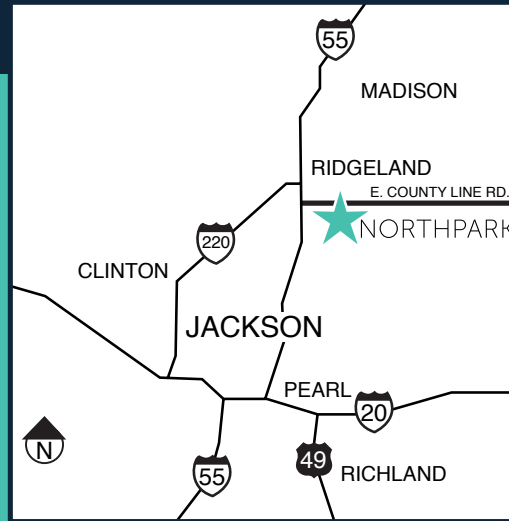 55
MADISON
RIDGELAND
E. COUNTY LINE RD.
NORTHPARK
220
CLINTON
JACKSON
PEARL
20
N
49
55
RICHLAND